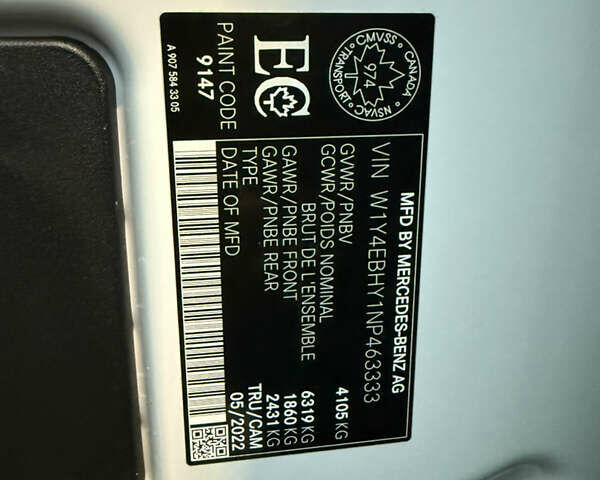 MFD BY MERCEDES-BENZ AG
VIN W1Y4EBHY1NP463333
GVWR/PNBV 4105 KG
GCWR/POIDS NOMINAL
BRUT DE L'ENSEMBLE 6319 KG
GAWR/PNBE FRONT 1860 KG
GAWR/PNBE REAR 2431 KG
TYPE TRU/CAM
DATE OF MFD 05/2022
CMVSS CANADA
TRANSPORT NSVAC
974
EC
PAINT CODE
9147
A 907 584 33 05